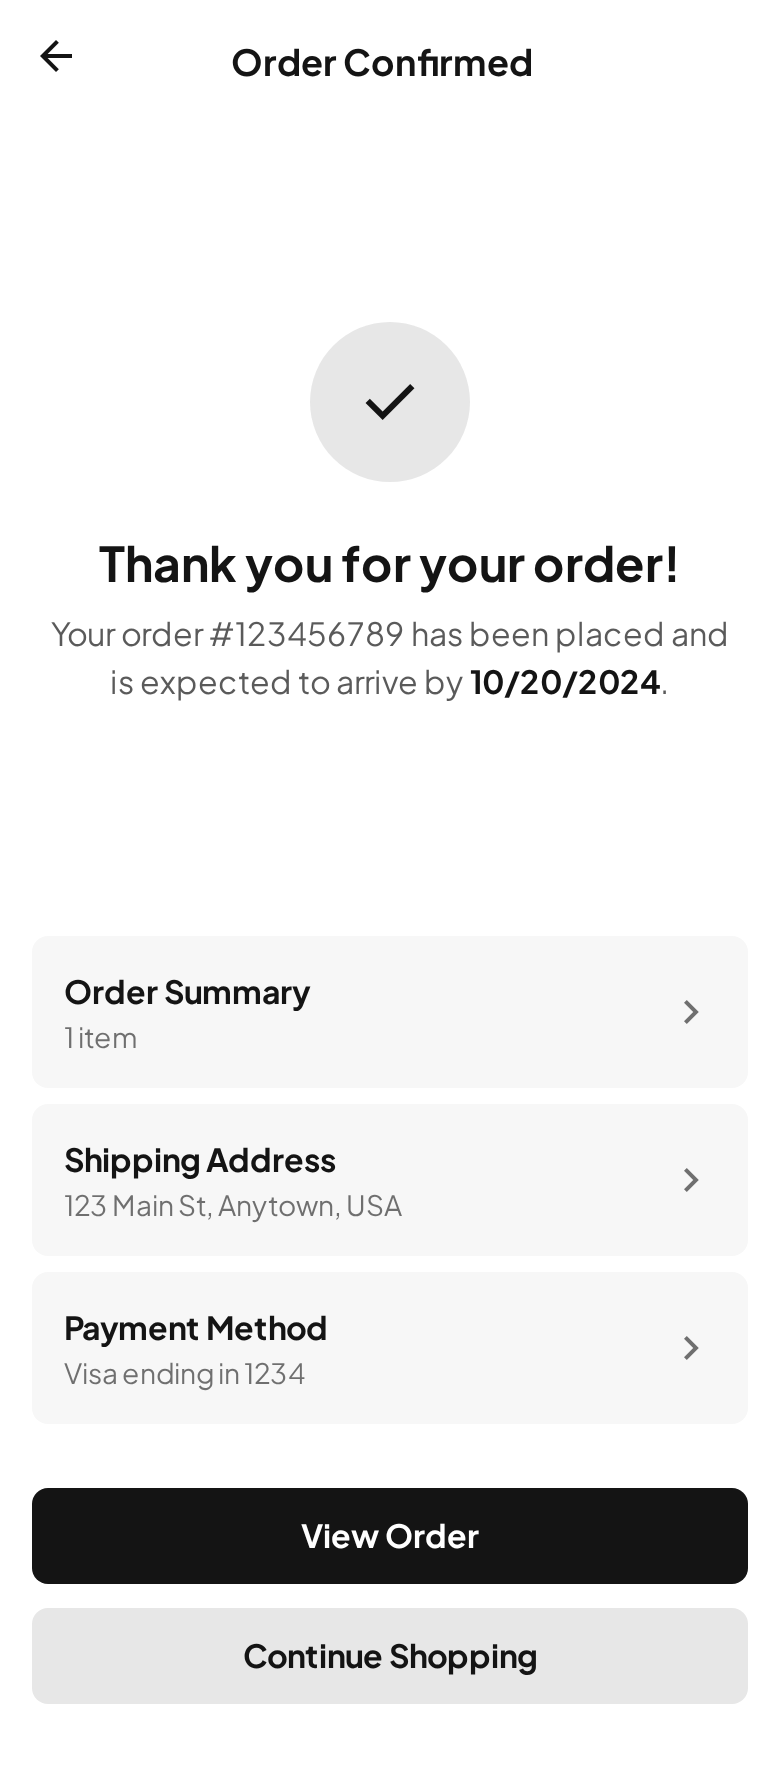 Order Confirmed
Thank you for your order!
Your order #123456789 has been placed and
is expected to arrive by 10/20/2024.
Order Summary
1 item
Shipping Address
123 Main St, Anytown, USA
Payment Method
Visa ending in 1234
View Order
Continue Shopping